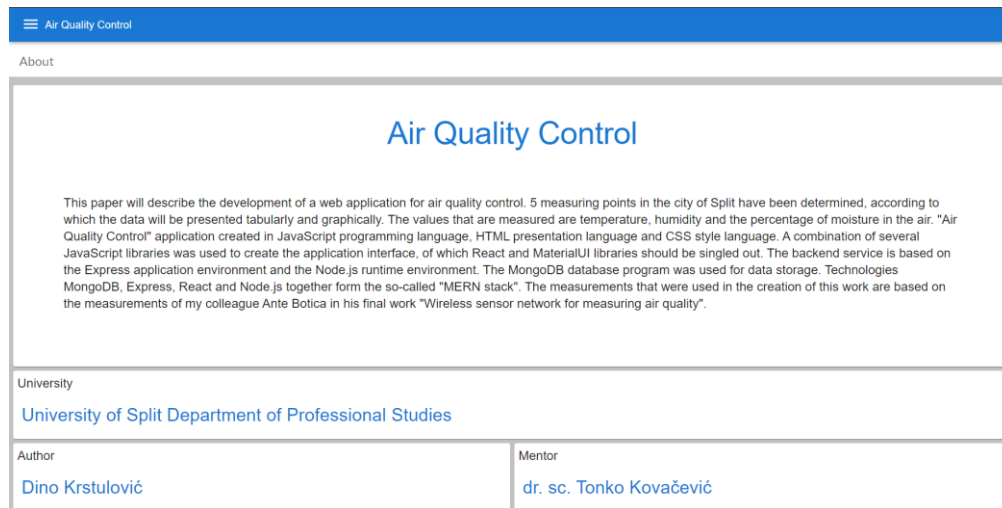 Air Quality Control
About
Air Quality Control
This paper will describe the development of a web application for air quality control. 5 measuring points in the city of Split have been determined, according to
which the data will be presented tabularly and graphically. The values that are measured are temperature, humidity and the percentage of moisture in the air. "Air
Quality Control" application created in JavaScript programming language, HTML presentation language and CSS style language. A combination of several
JavaScript libraries was used to create the application interface, of which React and MaterialUI libraries should be singled out. The backend service is based on
the Express application environment and the Node.js runtime environment. The MongoDB database program was used for data storage. Technologies
MongoDB, Express, React and Node.js together form the so-called "MERN stack". The measurements that were used in the creation of this work are based on
the measurements of my colleague Ante Botica in his final work "Wireless sensor network for measuring air quality".
University
University of Split Department of Professional Studies
Author
Dino Krstulović
Mentor
dr. sc. Tonko Kovačević